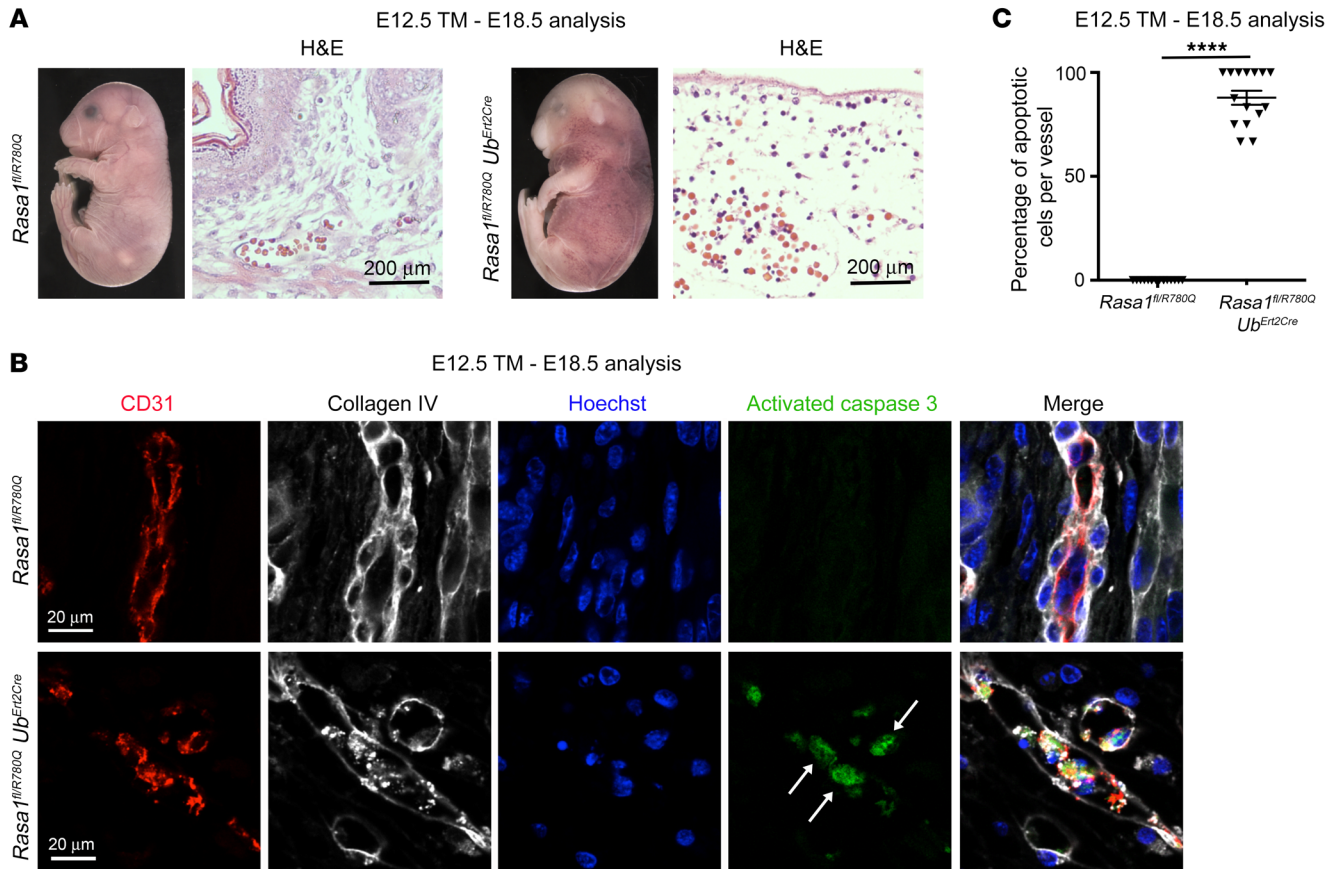 A
E12.5 TM - E18.5 analysis
H&E
H&E
Rasa1fl/R780Q
200 μm
Rasa1fl/R780Q UbErt2Cre
200 μm
C
E12.5 TM - E18.5 analysis
****
Percentage of apoptotic
cells per vessel
100
50
0
Rasa1fl/R780Q
Rasa1fl/R780Q
UbErt2Cre
B
E12.5 TM - E18.5 analysis
CD31
Collagen IV
Hoechst
Activated caspase 3
Merge
Rasa1fl/R780Q
20 μm
Rasa1fl/R780Q UbErt2Cre
20 μm